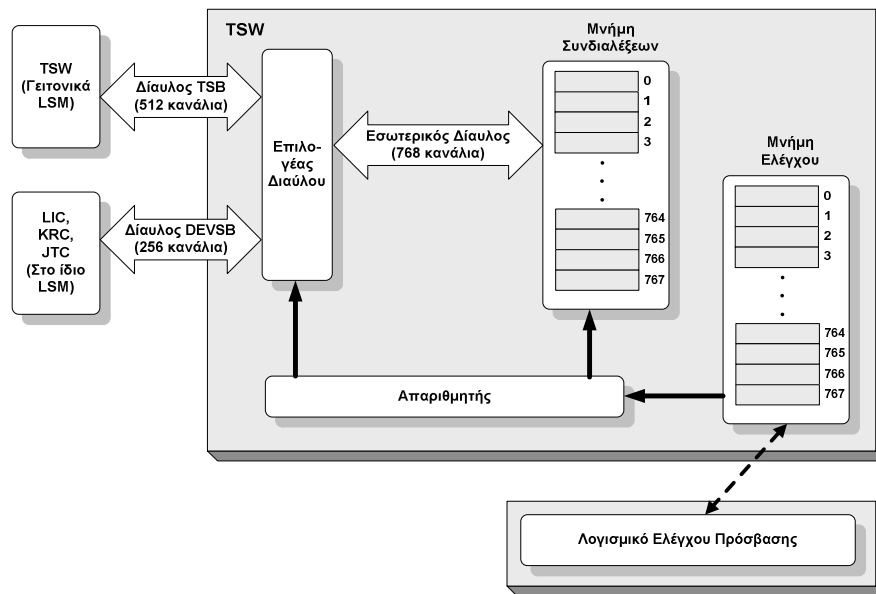 TSW
TSW
(Γειτονικά
LSM)
Δίαυλος TSB
(512 κανάλια)
Επιλο-
γέας
Διαύλου
Εσωτερικός Δίαυλος
(768 κανάλια)
Μνήμη
Συνδιαλέξεων
0
1
2
3
764
765
766
767
LIC,
KRC,
JTC
(Στο ίδιο
LSM)
Δίαυλος DEVSB
(256 κανάλια)
Μνήμη
Ελέγχου
0
1
2
3
764
765
766
767
Απαριθμητής
Λογισμικό Ελέγχου Πρόσβασης